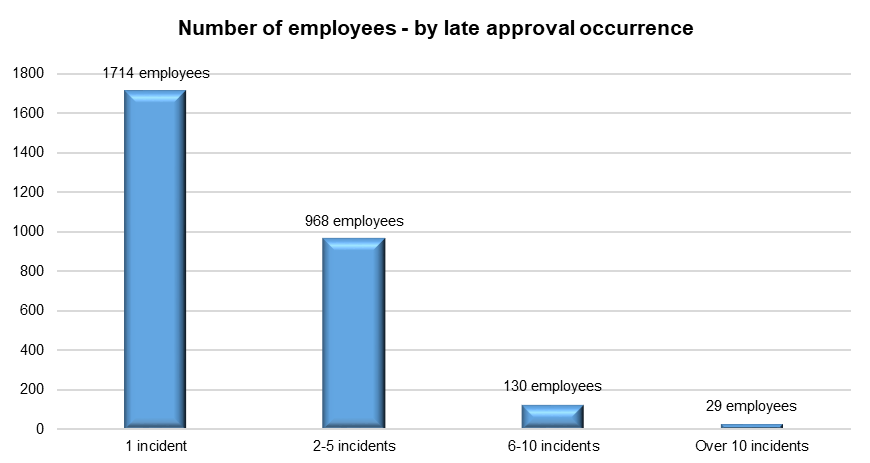 Number of employees - by late approval occurrence
1800
1600
1400
1200
1000
800
600
400
200
0
1714 employees
968 employees
130 employees
29 employees
1 incident
2-5 incidents
6-10 incidents
Over 10 incidents